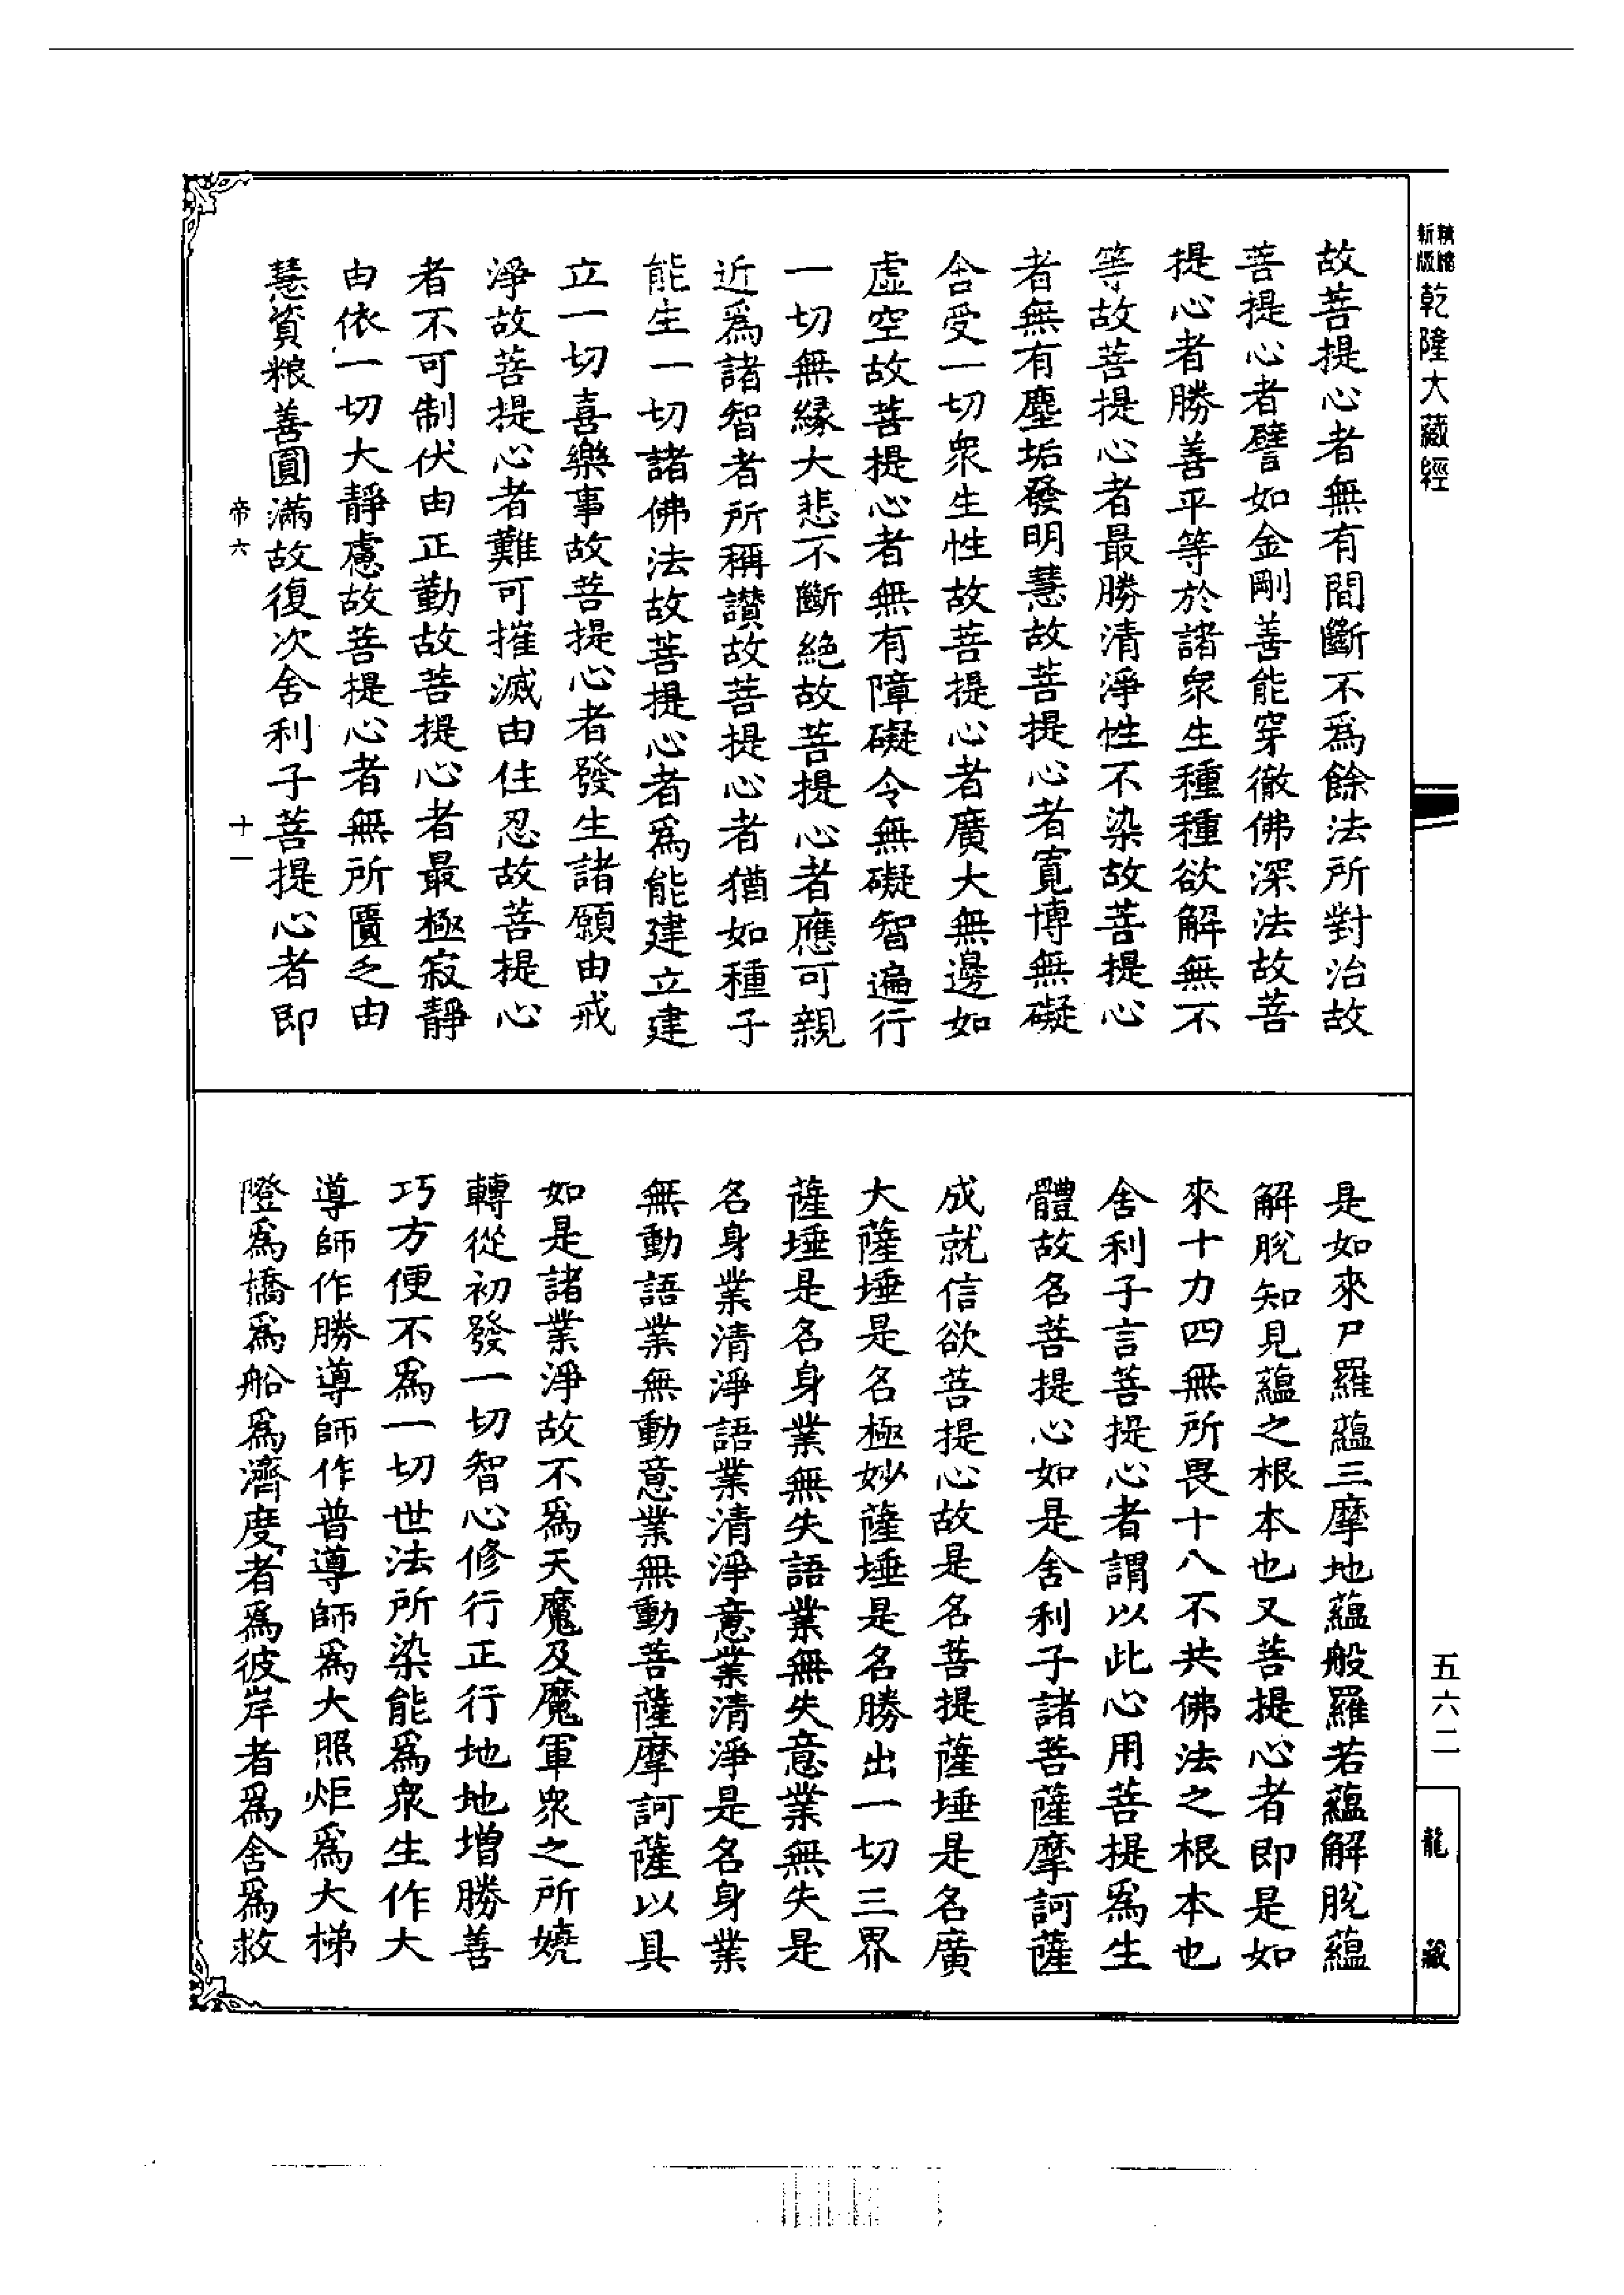 新編
縮版
乾隆大藏經
故菩提心者無有間斷不爲餘法所對治故
菩提心者譬如金剛善能穿徹佛深法故菩
提心者勝善平等於諸衆生種種欲解無不
等故菩提心者最勝清淨性不染故菩提心
者無有塵垢發明慧故菩提心者寬博無礙
含受一切衆生性故菩提心者廣大無邊如
虛空故菩提心者無有障礙令無礙智遍行
一切無緣大悲不斷絕故菩提心者應可親
近爲諸智者所稱讚故菩提心者猶如種子
能生一切諸佛法故菩提心者爲能建立建
立一切喜樂事故菩提心者發生諸願由戒
淨故菩提心者難可摧滅由住忍故菩提心
者不可制伏由正勤故菩提心者最極寂靜
由依一切大靜慮故菩提心者無所匱乏由
慧資粮善圓滿故復次舍利子菩提心者即
帝六
十一
是如來尸羅蘊三摩地蘊般羅若蘊解脫蘊
解脫知見蘊之根本也又菩提心者即是如
來十力四無所畏十八不共佛法之根本也
舍利子言菩提心者謂以此心用菩提爲生
體故名菩提心如是舍利子諸菩薩摩訶薩
成就信欲菩提心故是名菩提薩埵是名廣
大薩埵是名極妙薩埵是名勝出一切三界
薩埵是名身業無失語業無失意業無失是
名身業清淨語業清淨意業清淨是名身業
無動語業無動意業無動菩薩摩訶薩以具
如是諸業淨故不爲天魔及魔軍衆之所嬈
轉從初發一切智心修行正行地地增勝善
巧方便不爲一切世法所染能爲衆生作大
導師作勝導師作普導師爲大照炬爲大梯
隥爲橋爲船爲濟度者爲彼岸者爲舍爲救
五六二
龍藏